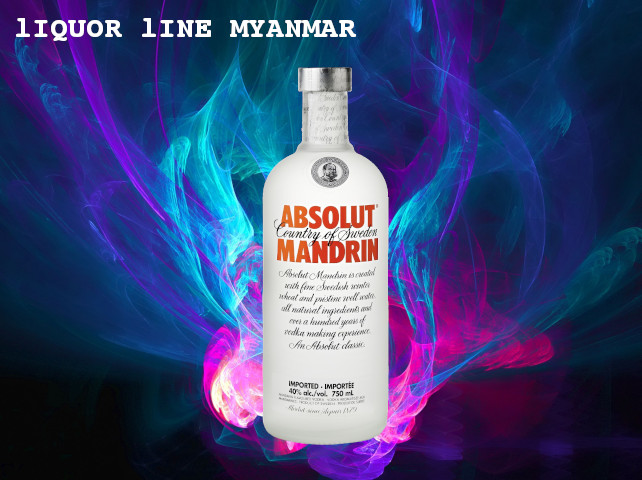 lIQUOR lINE MYANMAR
ABSOLUT®
Country of Sweden
MANDRIN
Absolut Mandrin is created
with fine Swedish winter
wheat and pristine well water,
all natural ingredients and
over a hundred years of
vodka making experience.
An Absolut classic.
IMPORTED · IMPORTÉE
40% alc./vol. 750 mL